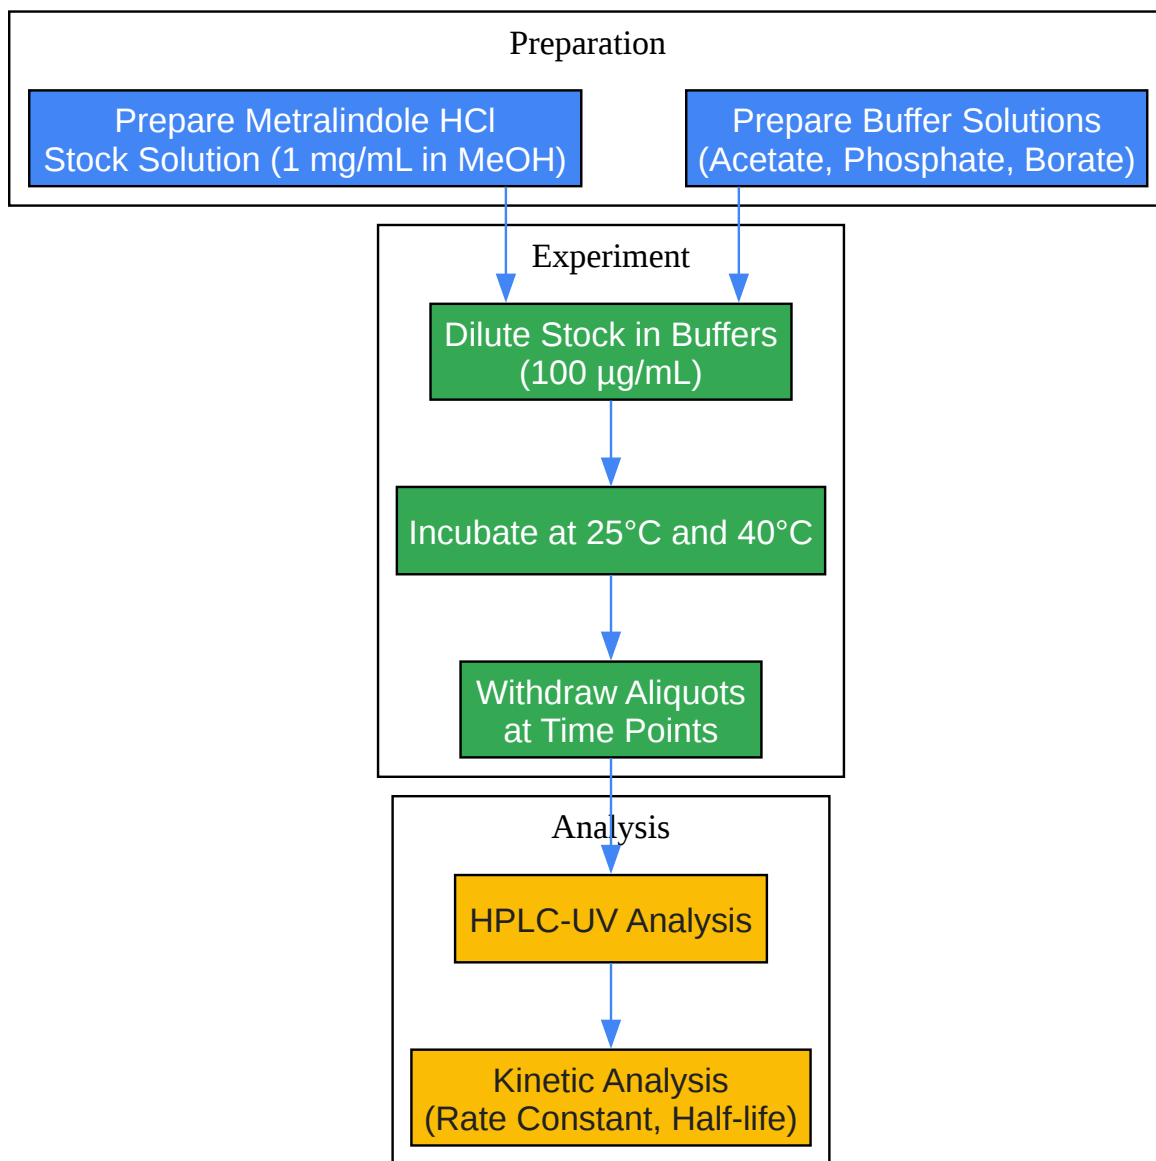 Preparation
Prepare Metralindole HCl
Stock Solution (1 mg/mL in MeOH)
Prepare Buffer Solutions
(Acetate, Phosphate, Borate)
Experiment
Dilute Stock in Buffers
(100 µg/mL)
Incubate at 25°C and 40°C
Withdraw Aliquots
at Time Points
Analysis
HPLC-UV Analysis
Kinetic Analysis
(Rate Constant, Half-life)